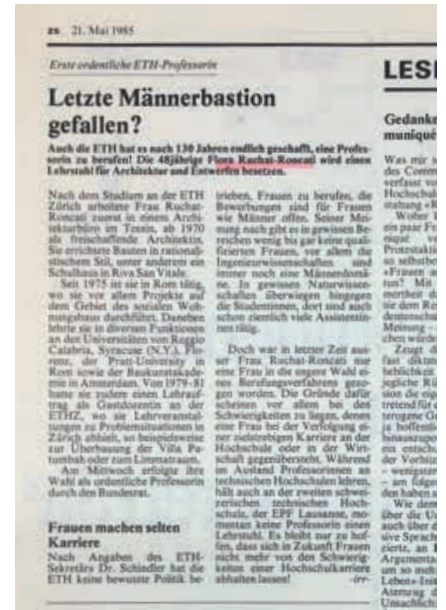 zs 21. Mai 1985
Erste ordentliche ETH-Professorin
Letzte Männerbastion
gefallen?
Auch die ETH hat es nach 130 Jahren endlich geschafft, eine Profes-
sorin zu berufen! Die 48jährige Flora Ruchat-Roncati wird einen
Lehrstuhl für Architektur und Entwerfen besetzen.
Nach dem Studium an der ETH
Zürich arbeitete Frau Ruchat-
Roncati zuerst in einem Archi-
tekturbüro im Tessin, ab 1970
als freischaffende Architektin.
Sie errichtete Bauten in rationali-
stischem Stil, unter anderem ein
Schulhaus in Riva San Vitale.
Seit 1975 ist sie in Rom tätig,
wo sie vor allem Projekte auf
dem Gebiet des sozialen Woh-
nungsbaus durchführt. Daneben
lehrte sie in diversen Funktionen
an den Universitäten von Reggio
Calabria, Syracuse (N.Y.), Flo-
renz, der Pratt-University in
Rom sowie der Baukunstakade-
mie in Amsterdam. Von 1979-81
hatte sie zudem einen Lehrauf-
trag als Gastdozentin an der
ETHZ, wo sie Lehrveranstal-
tungen zu Problemsituationen in
Zürich abhielt, so beispielsweise
zur Überbauung der Villa Pa-
tumbah oder zum Limmatraum.
Am Mittwoch erfolgte ihre
Wahl als ordentliche Professorin
durch den Bundesrat.
Frauen machen selten
Karriere
Nach Angaben des ETH-
Sekretärs Dr. Schindler hat die
ETH keine bewusste Politik be-
trieben, Frauen zu berufen, die
Bewerbungen sind für Frauen
wie Männer offen. Seiner Mei-
nung nach gibt es in gewissen Be-
reichen wenig bis gar keine quali-
fizierten Frauen, vor allem die
Ingenieurwissenschaften sind
immer noch eine Männerdomä-
ne. In gewissen Naturwissen-
schaften überwiegen hingegen
die Studentinnen, dort sind auch
schon ziemlich viele Assistentin-
nen tätig.
Doch war in letzter Zeit aus-
ser Frau Ruchat-Roncati nur
eine Frau in die engere Wahl ei-
nes Berufungsverfahrens gezo-
gen worden. Die Gründe dafür
scheinen vor allem bei den
Schwierigkeiten zu liegen, denen
eine Frau bei der Verfolgung ei-
ner zielstrebigen Karriere an der
Hochschule oder in der Wirt-
schaft gegenübersteht. Während
im Ausland Professorinnen an
technischen Hochschulen lehren,
hält auch an der zweiten schwei-
zerischen technischen Hoch-
schule, der EPF Lausanne, mo-
mentan keine Professorin einen
Lehrstuhl. Es bleibt nur zu hof-
fen, dass sich in Zukunft Frauen
nicht mehr von den Schwierig-
keiten einer Hochschulkarriere
abhalten lassen! -irr-
LESE
Gedanke
muniqué
Was mir s
des Comm
verfasst vo
Hochschul